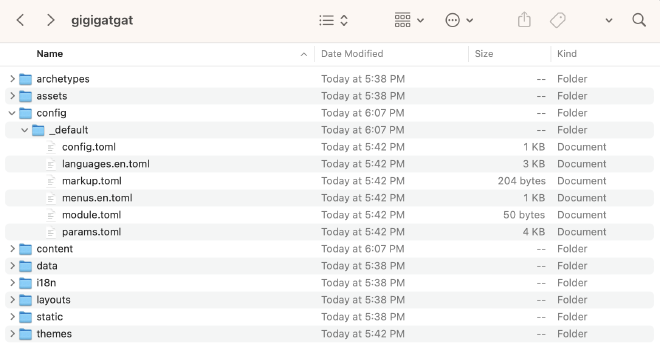 gigigatgat
Name Date Modified Size Kind
archetypes Today at 5:38 PM -- Folder
assets Today at 5:38 PM -- Folder
config Today at 6:07 PM -- Folder
_default Today at 6:07 PM -- Folder
config.toml Today at 5:42 PM 1 KB Document
languages.en.toml Today at 5:42 PM 3 KB Document
markup.toml Today at 5:42 PM 204 bytes Document
menus.en.toml Today at 5:42 PM 1 KB Document
module.toml Today at 5:42 PM 50 bytes Document
params.toml Today at 5:42 PM 4 KB Document
content Today at 6:07 PM -- Folder
data Today at 5:38 PM -- Folder
i18n Today at 5:38 PM -- Folder
layouts Today at 5:38 PM -- Folder
static Today at 5:38 PM -- Folder
themes Today at 5:42 PM -- Folder